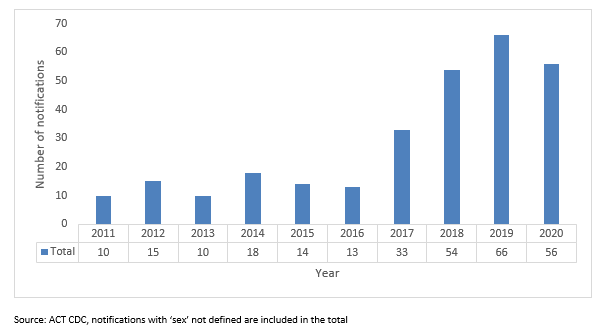 70
60
50
40
30
20
10
0
Number of notifications
2011 2012 2013 2014 2015 2016 2017 2018 2019 2020
Total 10 15 10 18 14 13 33 54 66 56
Year
Source: ACT CDC, notifications with ‘sex’ not defined are included in the total